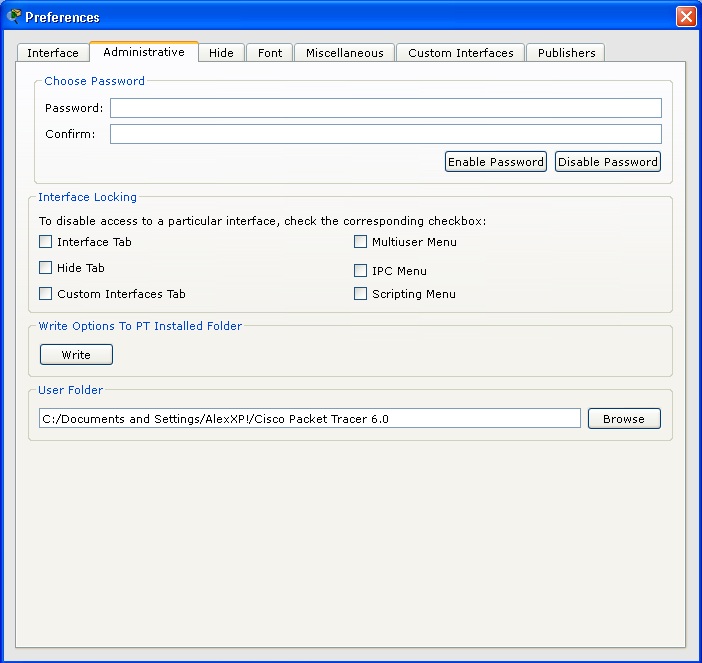 Preferences
Interface Administrative Hide Font Miscellaneous Custom Interfaces Publishers
Choose Password
Password:
Confirm:
Enable Password Disable Password
Interface Locking
To disable access to a particular interface, check the corresponding checkbox:
Interface Tab Multiuser Menu
Hide Tab IPC Menu
Custom Interfaces Tab Scripting Menu
Write Options To PT Installed Folder
Write
User Folder
C:/Documents and Settings/AlexXP!/Cisco Packet Tracer 6.0 Browse